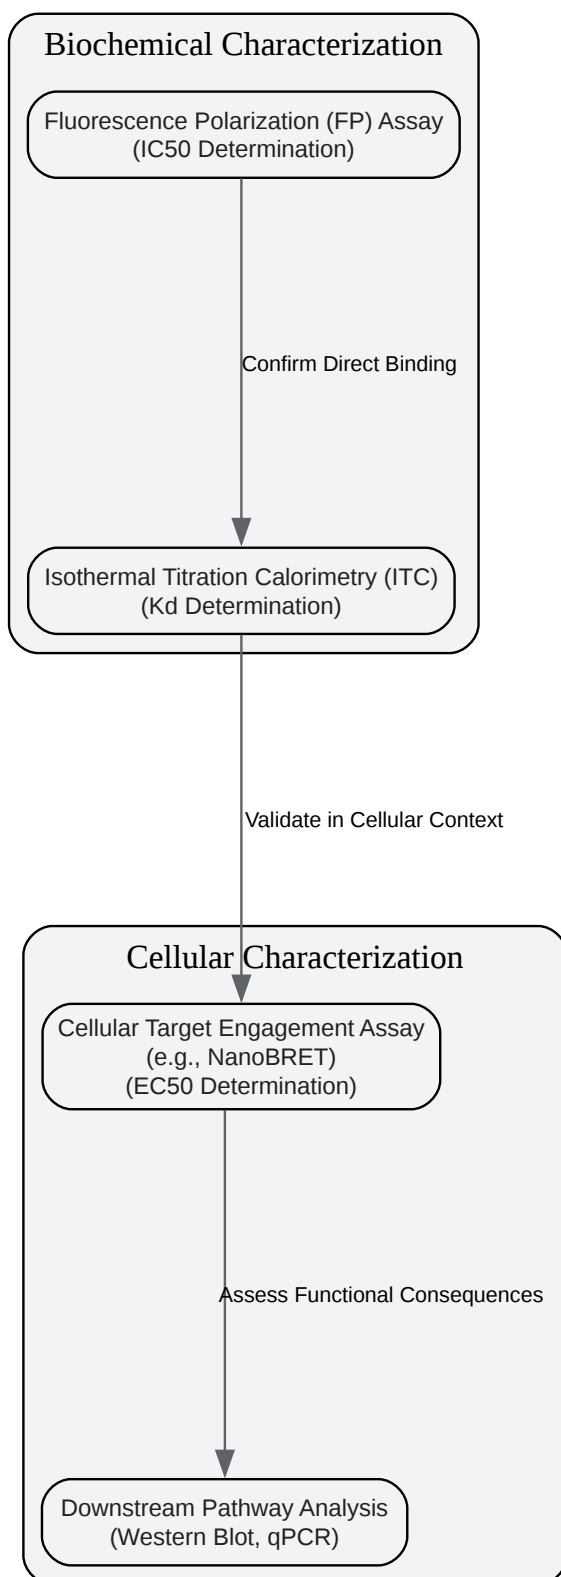 Biochemical Characterization
Fluorescence Polarization (FP) Assay
(IC50 Determination)
Confirm Direct Binding
Isothermal Titration Calorimetry (ITC)
(Kd Determination)
Validate in Cellular Context
Cellular Characterization
Cellular Target Engagement Assay
(e.g., NanoBRET)
(EC50 Determination)
Assess Functional Consequences
Downstream Pathway Analysis
(Western Blot, qPCR)